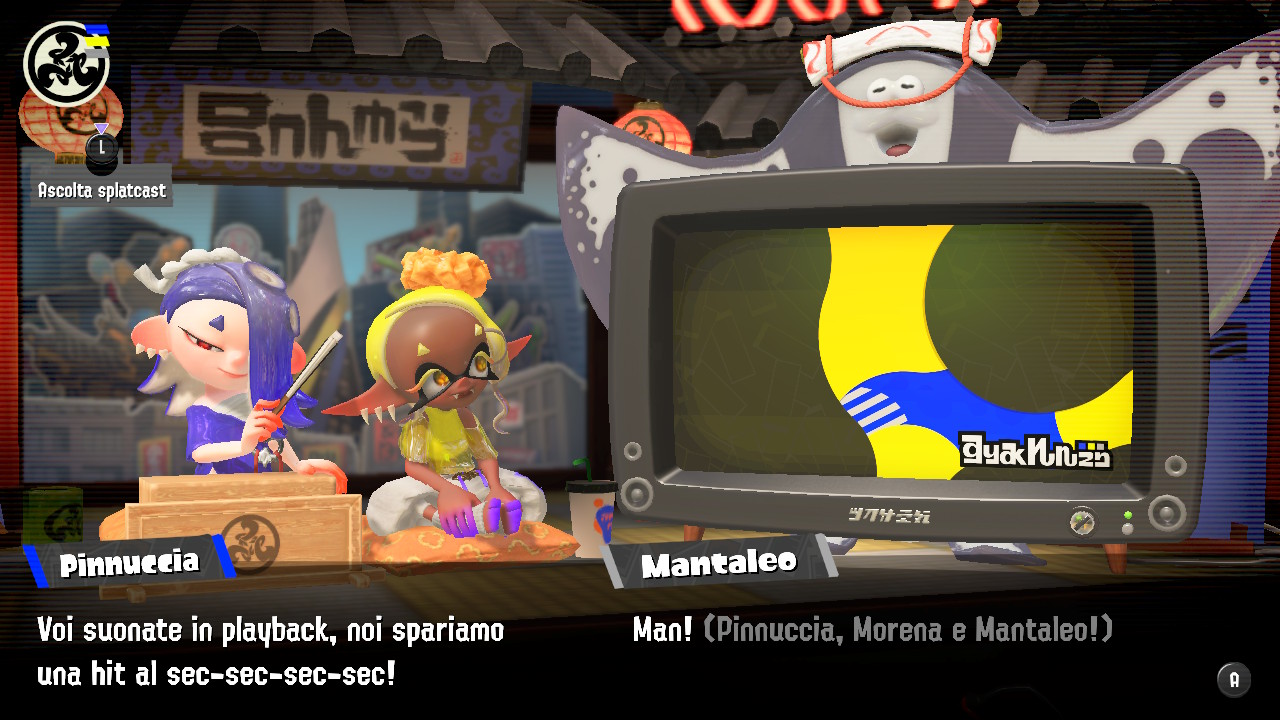 L
Ascolta splatcast
Pinnuccia
Voi suonate in playback, noi spariamo
una hit al sec-sec-sec-sec!
Mantaleo
Man! (Pinnuccia, Morena e Mantaleo!)
A